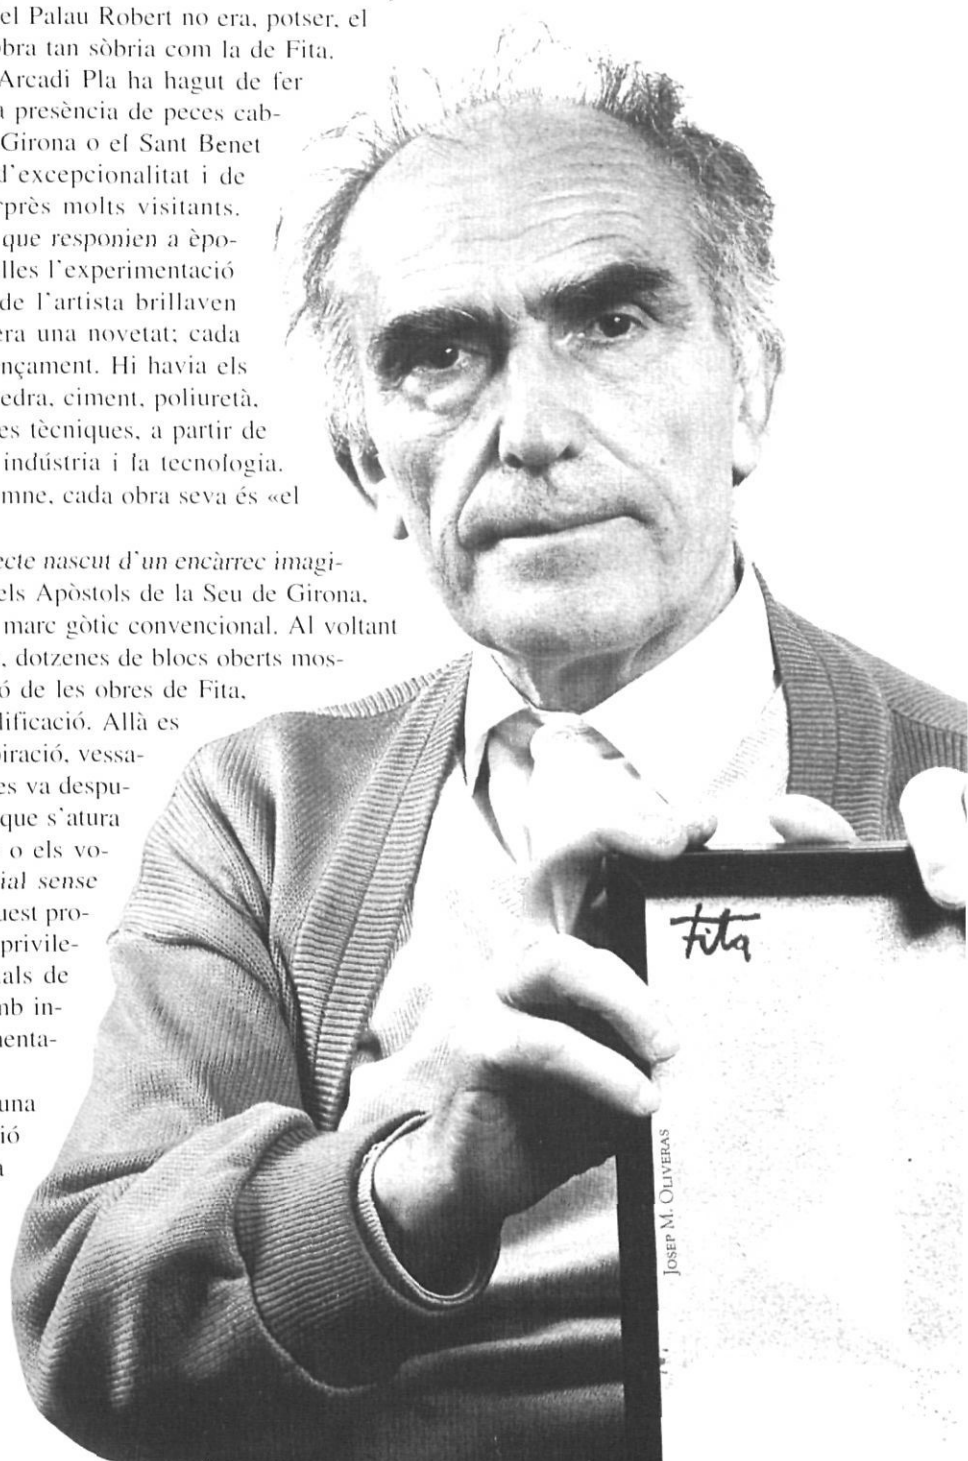 el Palau Robert no era, potser, el
bra tan sòbria com la de Fita.
Arcadi Pla ha hagut de fer
a presència de peces cab-
Girona o el Sant Benet
d'excepcionalitat i de
rprès molts visitants.
que responien a èpo-
lles l'experimentació
de l'artista brillaven
era una novetat; cada
nçament. Hi havia els
edra, ciment, poliuretà,
es tècniques, a partir de
indústria i la tecnologia.
mne, cada obra seva és «el
ecte nascut d'un encàrrec imagi-
els Apòstols de la Seu de Girona,
marc gòtic convencional. Al voltant
, dotzenes de blocs oberts mos-
ó de les obres de Fita,
lificació. Allà es
piració, vessa-
es va despu-
que s'atura
o els vo-
ial sense
uest pro-
privile-
als de
mb in-
menta-
una
ió
a
Fita
JOSEP M. OLIVERAS